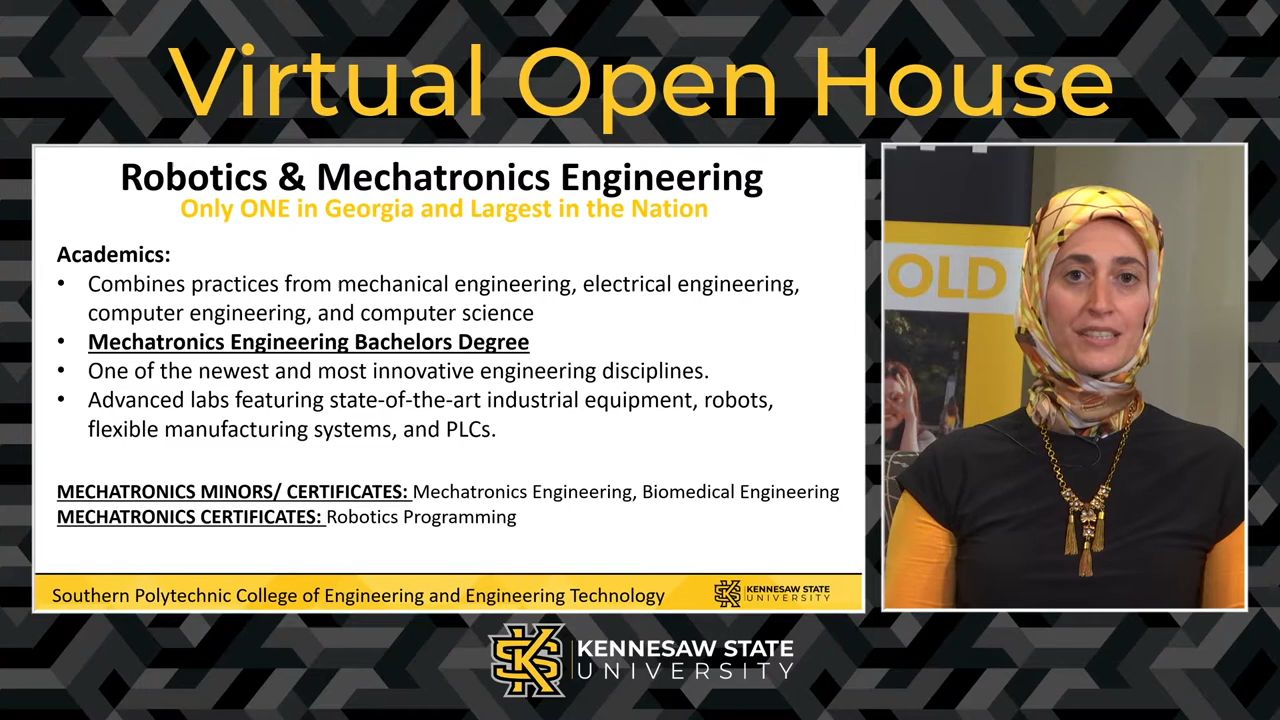 Virtual Open House
Robotics & Mechatronics Engineering
Only ONE in Georgia and Largest in the Nation
Academics:
• Combines practices from mechanical engineering, electrical engineering,
computer engineering, and computer science
• Mechatronics Engineering Bachelors Degree
• One of the newest and most innovative engineering disciplines.
• Advanced labs featuring state-of-the-art industrial equipment, robots,
flexible manufacturing systems, and PLCs.
MECHATRONICS MINORS/ CERTIFICATES: Mechatronics Engineering, Biomedical Engineering
MECHATRONICS CERTIFICATES: Robotics Programming
Southern Polytechnic College of Engineering and Engineering Technology
KS
KENNESAW STATE
UNIVERSITY
OLD
KS
KENNESAW STATE
UNIVERSITY